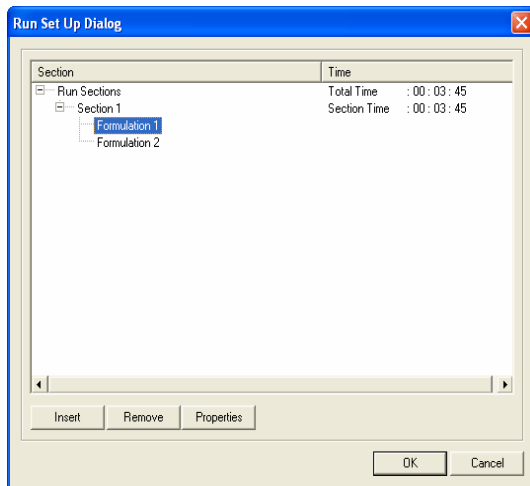 Run Set Up Dialog
Section Time
Run Sections Total Time : 00 : 03 : 45
Section 1 Section Time : 00 : 03 : 45
Formulation 1
Formulation 2
Insert Remove Properties
OK Cancel